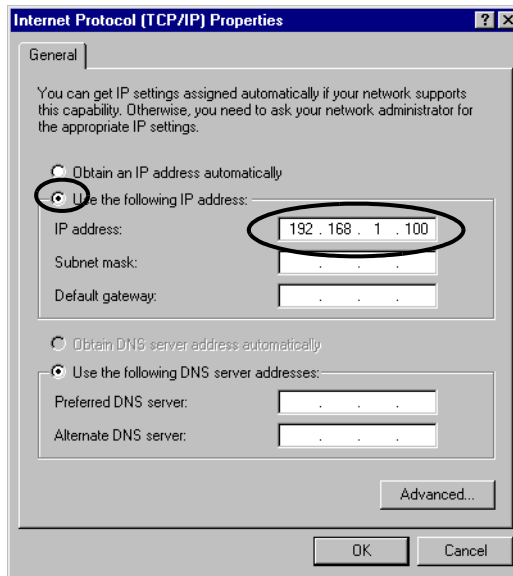 Internet Protocol (TCP/IP) Properties
General
You can get IP settings assigned automatically if your network supports
this capability. Otherwise, you need to ask your network administrator for
the appropriate IP settings.
Obtain an IP address automatically
Use the following IP address:
IP address: 192 . 168 . 1 . 100
Subnet mask: . . .
Default gateway: . . .
Obtain DNS server address automatically
Use the following DNS server addresses:
Preferred DNS server: . . .
Alternate DNS server: . . .
Advanced...
OK Cancel